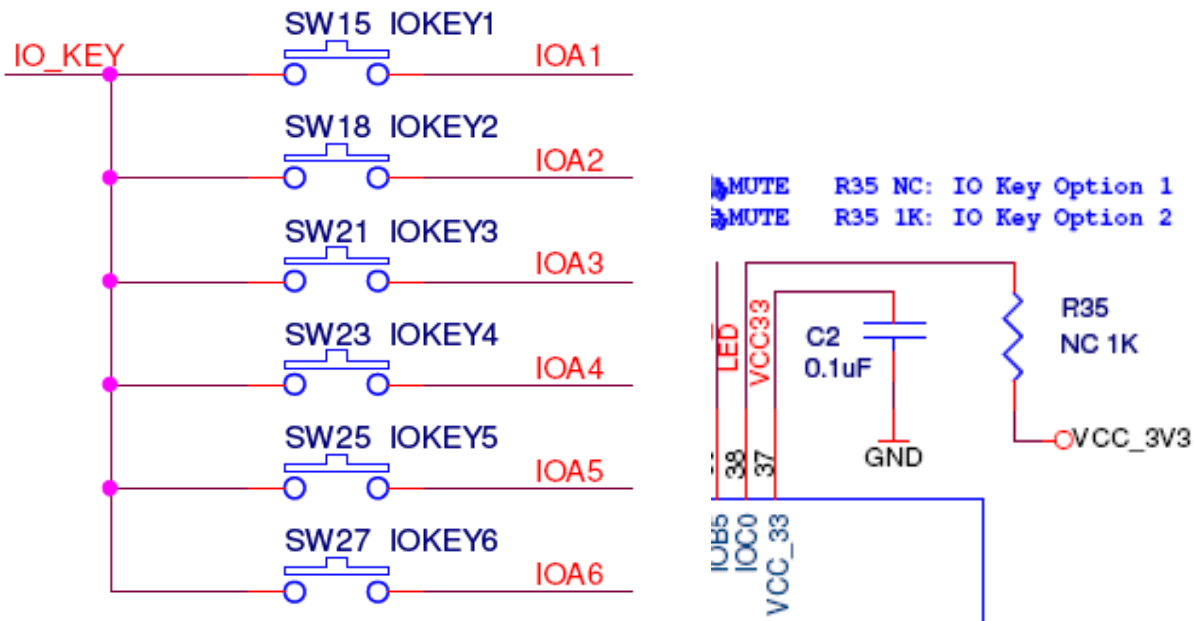 SW15 IOKEY1
IO_KEY
IOA1
SW18 IOKEY2
IOA2
SW21 IOKEY3
IOA3
SW23 IOKEY4
IOA4
SW25 IOKEY5
IOA5
SW27 IOKEY6
IOA6
MUTE R35 NC: IO Key Option 1
MUTE R35 1K: IO Key Option 2
LED
VCC33
C2
0.1uF
R35
NC 1K
GND
VCC_3V3
38
37
IOB5
IOC0
VCC_33